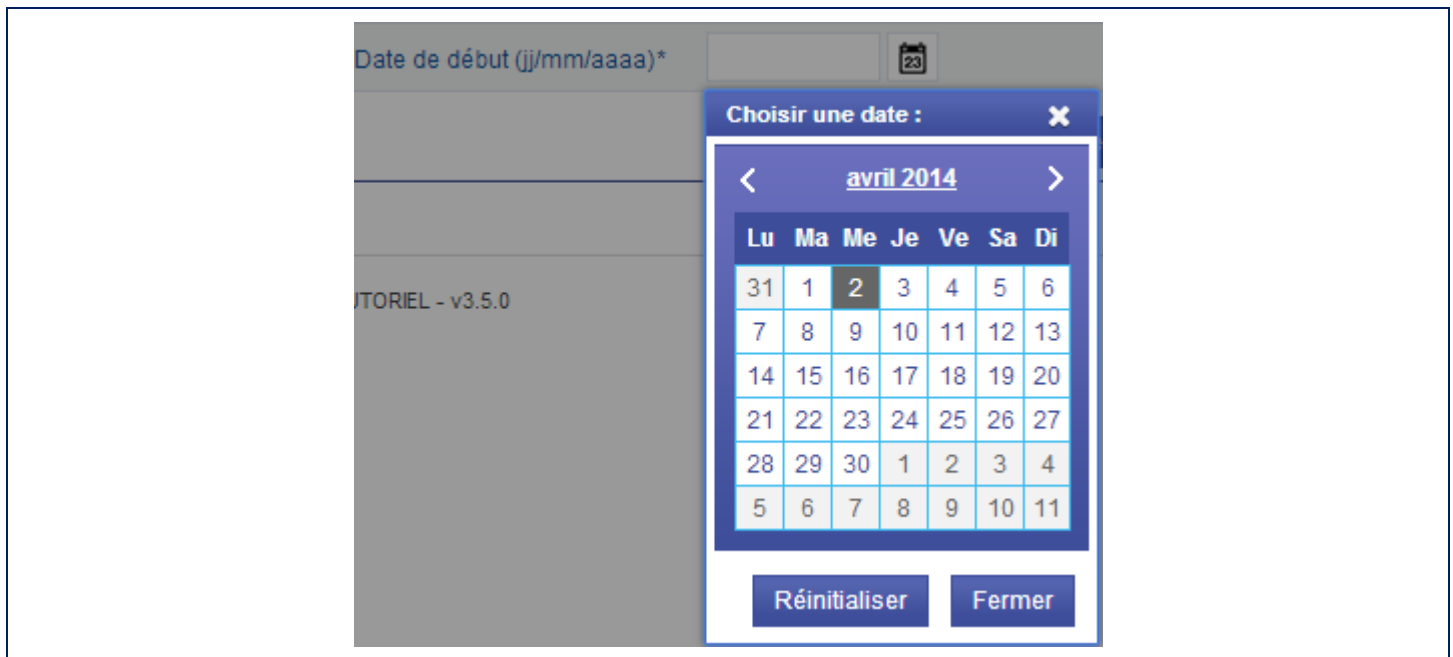 Date de début (jj/mm/aaaa)*
23
Choisir une date :
avril 2014
Lu Ma Me Je Ve Sa Di
31 1 2 3 4 5 6
7 8 9 10 11 12 13
14 15 16 17 18 19 20
21 22 23 24 25 26 27
28 29 30 1 2 3 4
5 6 7 8 9 10 11
UTORIEL - v3.5.0
Réinitialiser Fermer